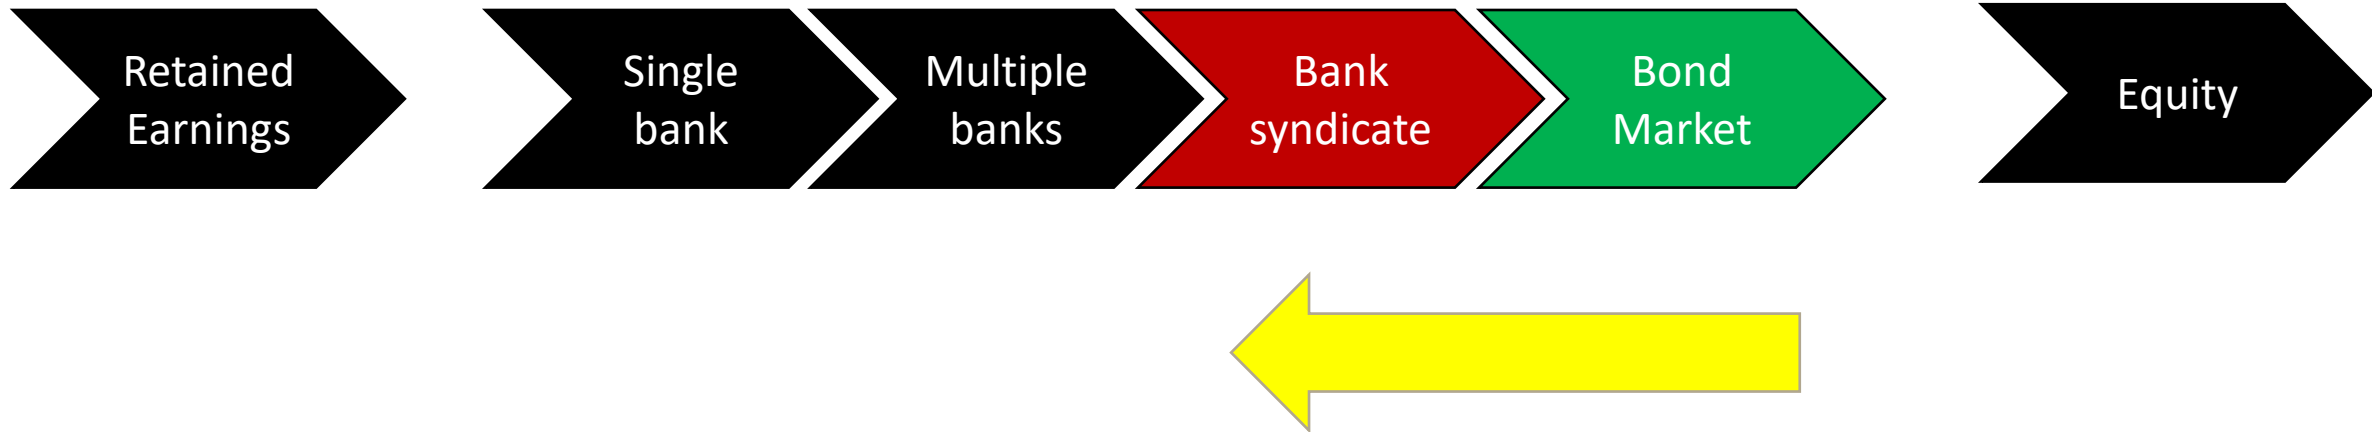 Retained
Earnings
Single
bank
Multiple
banks
Bank
syndicate
Bond
Market
Equity